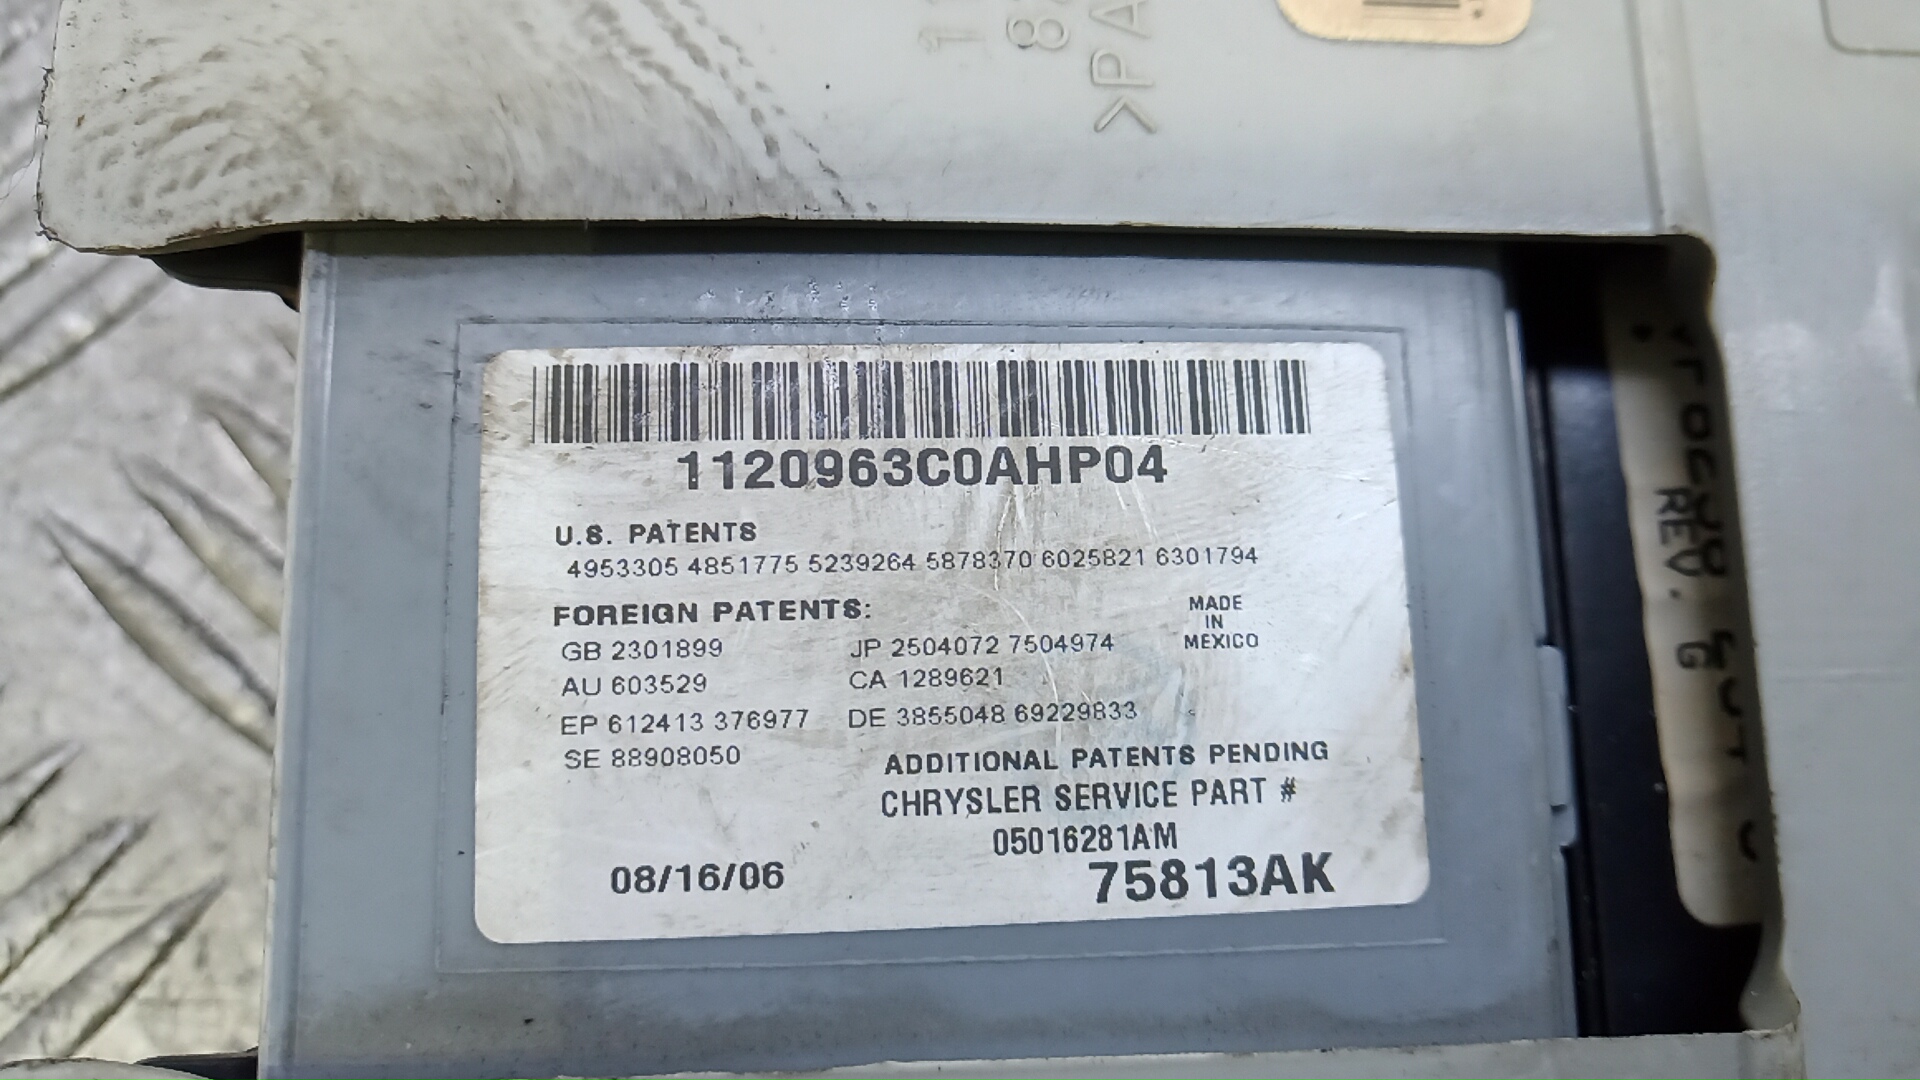 >PA
1120963C0AHP04
U.S. PATENTS
4953305 4851775 5239264 5878370 6025821 6301794
FOREIGN PATENTS:
MADE
IN
MEXICO
GB 2301899 JP 2504072 7504974
AU 603529 CA 1289621
EP 612413 376977 DE 3855048 69229833
SE 88908050
ADDITIONAL PATENTS PENDING
CHRYSLER SERVICE PART #
05016281AM
08/16/06 75813AK
REV. G